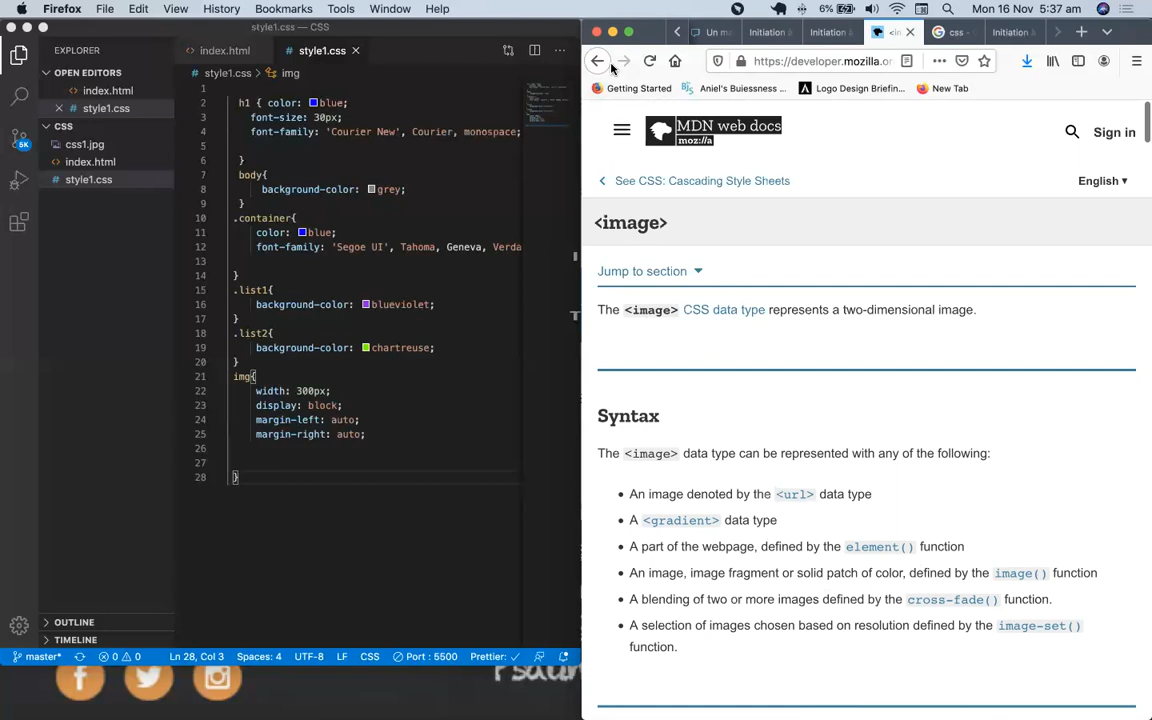 Firefox File Edit View History Bookmarks Tools Window Help 6% Mon 16 Nov 5:37 am
style1.css — CSS
EXPLORER
OPEN EDITORS
index.html
style1.css
CSS
css1.jpg
index.html
style1.css
5K
OUTLINE
TIMELINE
index.html style1.css
style1.css > img
1
2 h1 { color: blue;
3 font-size: 30px;
4 font-family: 'Courier New', Courier, monospace;
5
6 }
7 body{
8 background-color: grey;
9 }
10 .container{
11 color: blue;
12 font-family: 'Segoe UI', Tahoma, Geneva, Verda
13
14 }
15 .list1{
16 background-color: blueviolet;
17 }
18 .list2{
19 background-color: chartreuse;
20 }
21 img{
22 width: 300px;
23 display: block;
24 margin-left: auto;
25 margin-right: auto;
26
27
28 }
master* 0 0 Ln 28, Col 3 Spaces: 4 UTF-8 LF CSS Port : 5500 Prettier:
Un ma Initiation Initiation <in css - Initiation
https://developer.mozilla.or
Getting Started Aniel's Buiessness ... Logo Design Briefin... New Tab
MDN web docs
moz://a
Sign in
See CSS: Cascading Style Sheets English
<image>
Jump to section
The <image> CSS data type represents a two-dimensional image.
Syntax
The <image> data type can be represented with any of the following:
An image denoted by the <url> data type
A <gradient> data type
A part of the webpage, defined by the element() function
An image, image fragment or solid patch of color, defined by the image() function
A blending of two or more images defined by the cross-fade() function.
A selection of images chosen based on resolution defined by the image-set()
function.